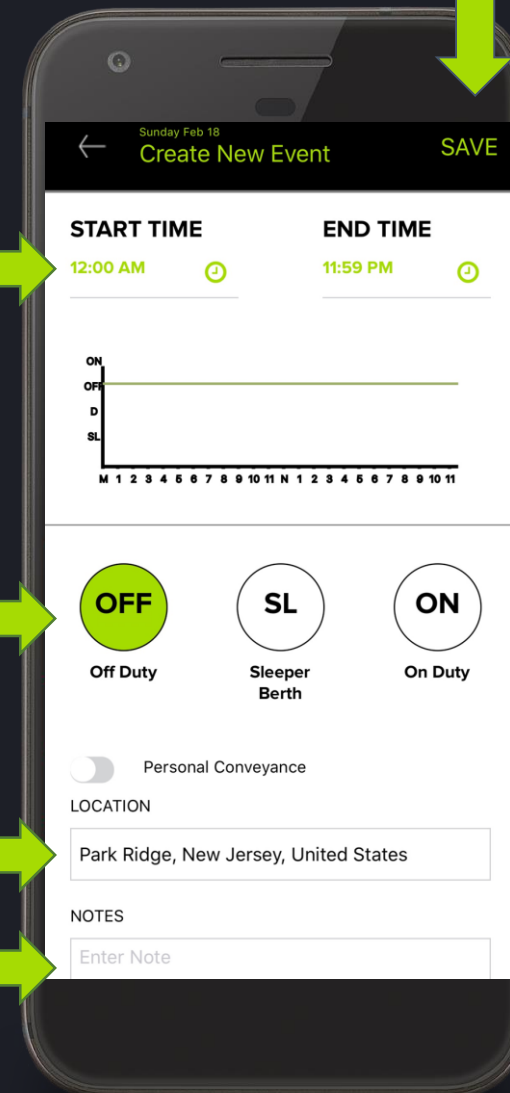 Sunday Feb 18
Create New Event
SAVE
START TIME
END TIME
12:00 AM
11:59 PM
ON
OFF
D
SL
M 1 2 3 4 5 6 7 8 9 10 11 N 1 2 3 4 5 6 7 8 9 10 11
OFF
SL
ON
Off Duty
Sleeper
Berth
On Duty
Personal Conveyance
LOCATION
Park Ridge, New Jersey, United States
NOTES
Enter Note